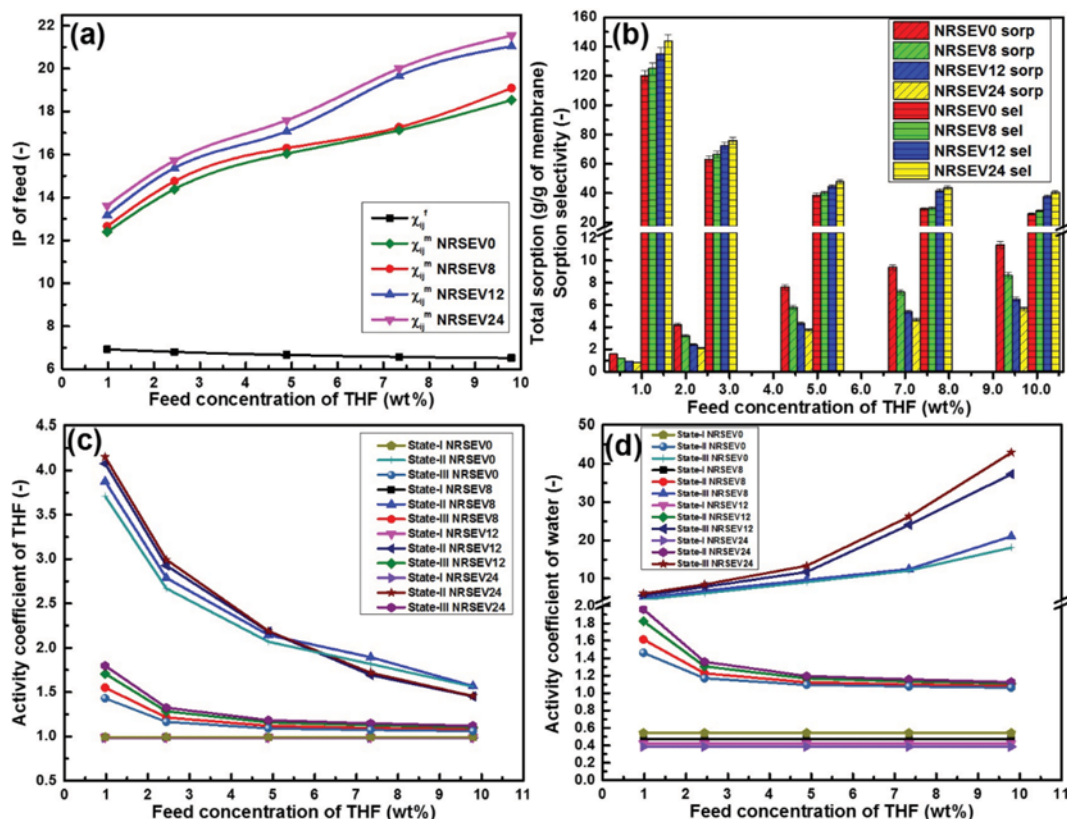 (a)
IP of feed (-)
22
20
18
16
14
12
10
8
6
χij^f
χij^m NRSEV0
χij^m NRSEV8
χij^m NRSEV12
χij^m NRSEV24
0 1 2 3 4 5 6 7 8 9 10
Feed concentration of THF (wt%)
(b)
Total sorption (g/g of membrane)
Sorption selectivity (-)
160
140
120
100
80
60
40
20
12
10
8
6
4
2
0
NRSEV0 sorp
NRSEV8 sorp
NRSEV12 sorp
NRSEV24 sorp
NRSEV0 sel
NRSEV8 sel
NRSEV12 sel
NRSEV24 sel
1.0 2.0 3.0 4.0 5.0 6.0 7.0 8.0 9.0 10.0
Feed concentration of THF (wt%)
(c)
Activity coefficient of THF (-)
4.5
4.0
3.5
3.0
2.5
2.0
1.5
1.0
0.5
State-I NRSEV0
State-II NRSEV0
State-III NRSEV0
State-I NRSEV8
State-II NRSEV8
State-III NRSEV8
State-I NRSEV12
State-II NRSEV12
State-III NRSEV12
State-I NRSEV24
State-II NRSEV24
State-III NRSEV24
0 1 2 3 4 5 6 7 8 9 10 11
Feed concentration of THF (wt%)
(d)
Activity coefficient of water (-)
50
40
30
20
10
2.0
1.8
1.6
1.4
1.2
1.0
0.8
0.6
0.4
0.2
0.0
State-I NRSEV0
State-II NRSEV0
State-III NRSEV0
State-I NRSEV8
State-II NRSEV8
State-III NRSEV8
State-I NRSEV12
State-II NRSEV12
State-III NRSEV12
State-I NRSEV24
State-II NRSEV24
State-III NRSEV24
0 1 2 3 4 5 6 7 8 9 10 11
Feed concentration of THF (wt%)